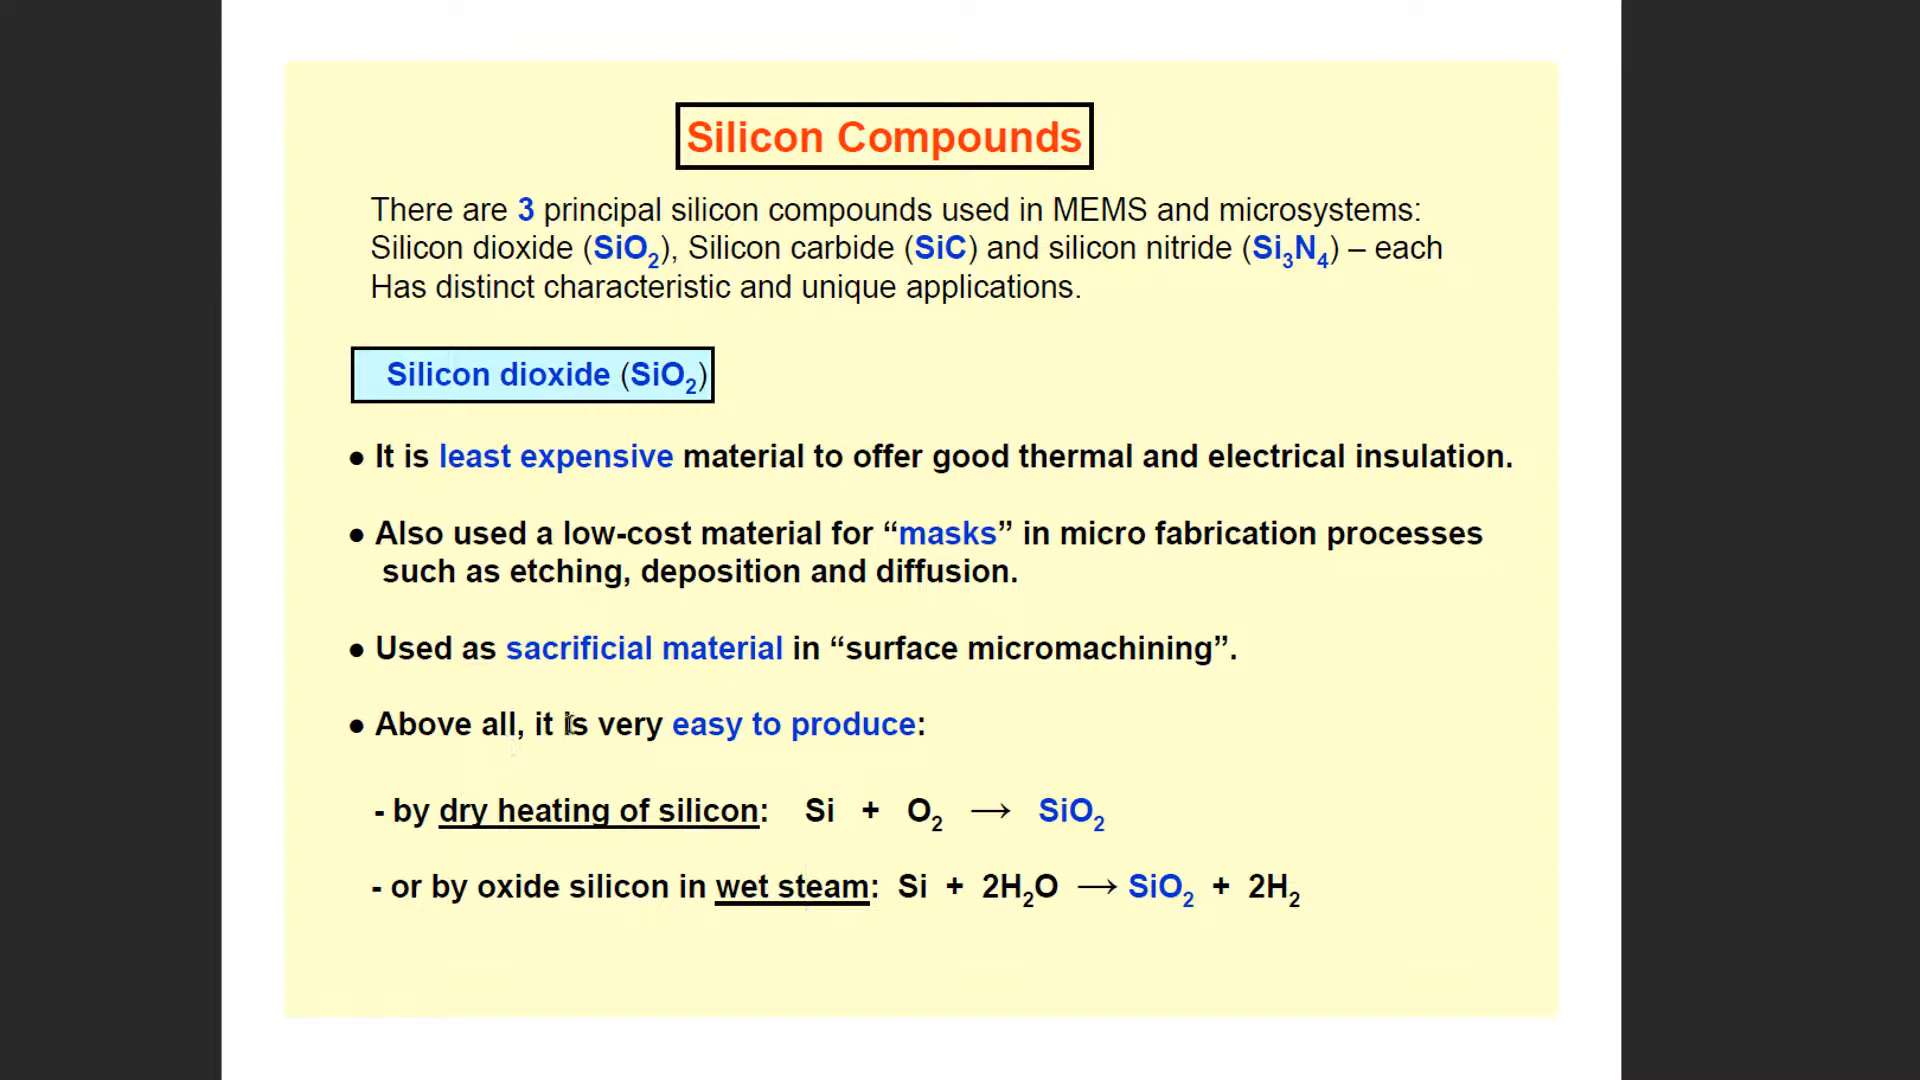 Silicon Compounds
There are 3 principal silicon compounds used in MEMS and microsystems:
Silicon dioxide (SiO₂), Silicon carbide (SiC) and silicon nitride (Si₃N₄) – each
Has distinct characteristic and unique applications.
Silicon dioxide (SiO₂)
● It is least expensive material to offer good thermal and electrical insulation.
● Also used a low-cost material for “masks” in micro fabrication processes
such as etching, deposition and diffusion.
● Used as sacrificial material in “surface micromachining”.
● Above all, it is very easy to produce:
- by dry heating of silicon: Si + O₂ → SiO₂
- or by oxide silicon in wet steam: Si + 2H₂O → SiO₂ + 2H₂